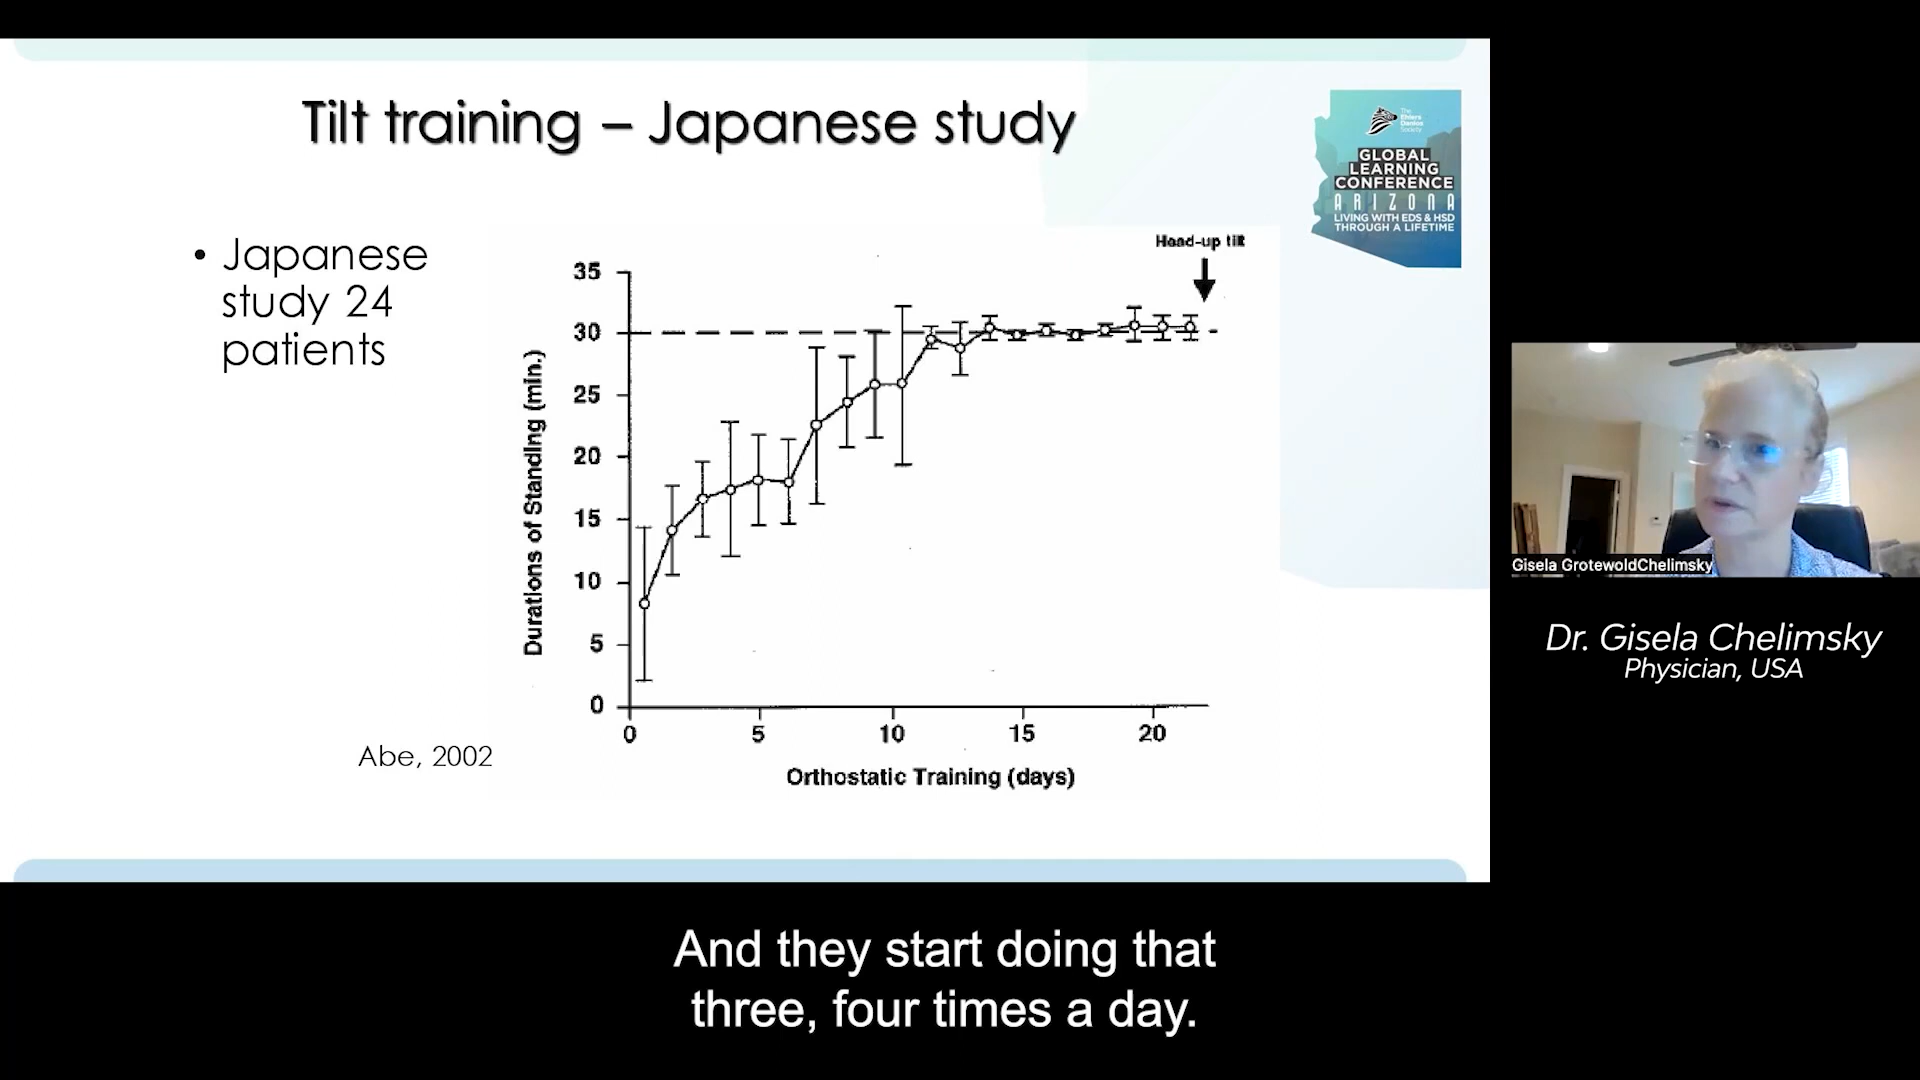 Tilt training – Japanese study
The
Ehlers
Danlos
Society
GLOBAL
LEARNING
CONFERENCE
ARIZONA
LIVING WITH EDS & HSD
THROUGH A LIFETIME
• Japanese
study 24
patients
Head-up tilt
35
30
25
20
15
10
5
0
Durations of Standing (min.)
0 5 10 15 20
Orthostatic Training (days)
Abe, 2002
Gisela GrotewoldChelimsky
Dr. Gisela Chelimsky
Physician, USA
And they start doing that
three, four times a day.